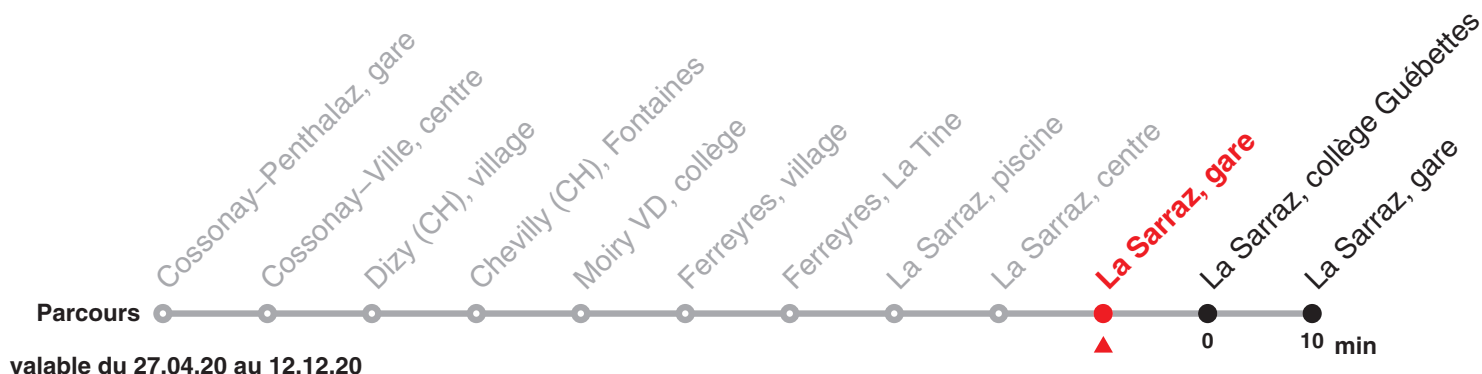 Cossonay–Penthalaz, gare
Cossonay–Ville, centre
Dizy (CH), village
Chevilly (CH), Fontaines
Moiry VD, collège
Ferreyres, village
Ferreyres, La Tine
La Sarraz, piscine
La Sarraz, centre
La Sarraz, gare
La Sarraz, collège Guébettes
La Sarraz, gare
Parcours
0 10 min
valable du 27.04.20 au 12.12.20